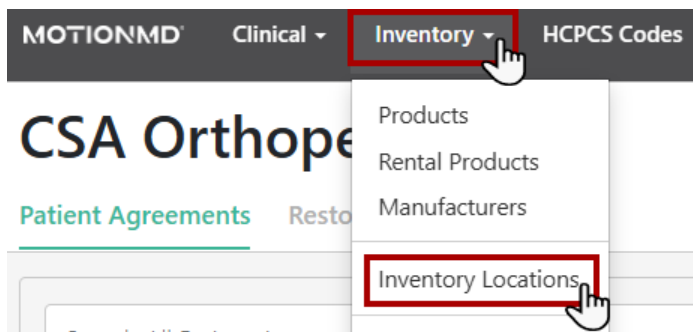 MOTIONMD Clinical Inventory HCPCS Codes
CSA Orthope
Patient Agreements Resto
Products
Rental Products
Manufacturers
Inventory Locations